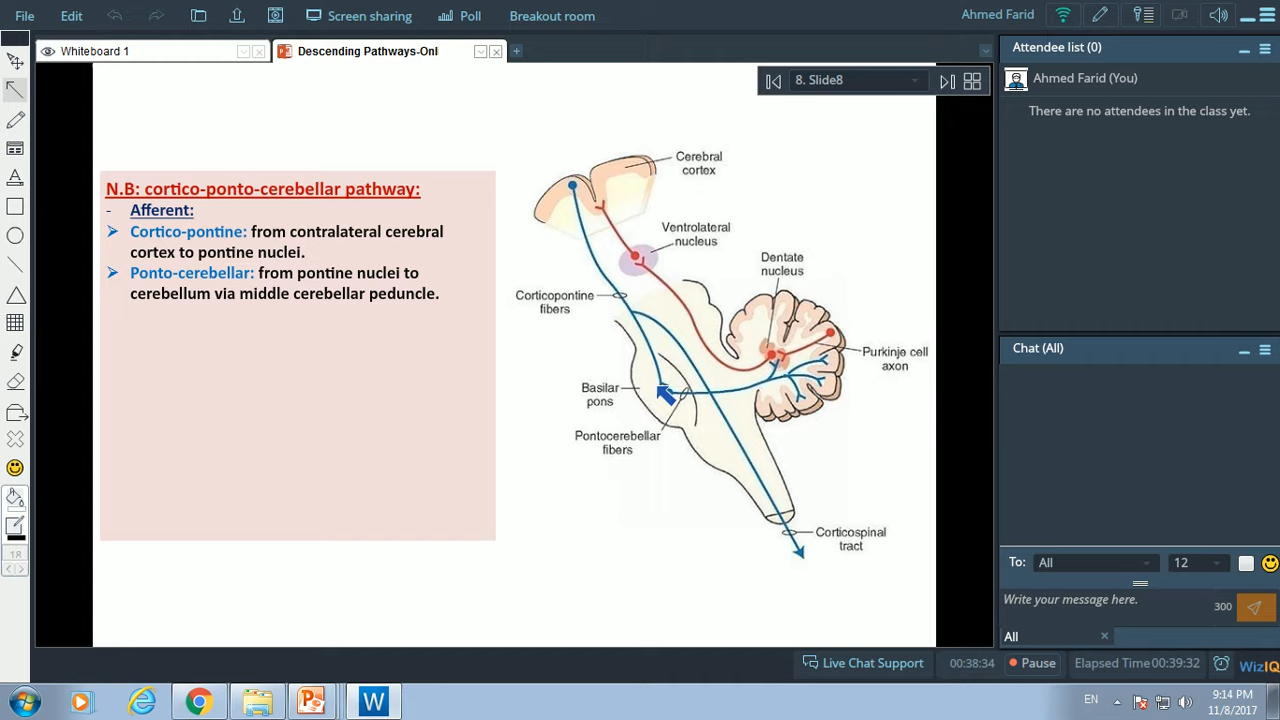 File Edit Screen sharing Poll Breakout room Ahmed Farid
Whiteboard 1 Descending Pathways-Onl
8. Slide8
Attendee list (0)
Ahmed Farid (You)
There are no attendees in the class yet.
N.B: cortico-ponto-cerebellar pathway:
- Afferent:
Cortico-pontine: from contralateral cerebral
cortex to pontine nuclei.
Ponto-cerebellar: from pontine nuclei to
cerebellum via middle cerebellar peduncle.
Cerebral
cortex
Ventrolateral
nucleus
Dentate
nucleus
Corticopontine
fibers
Purkinje cell
axon
Basilar
pons
Pontocerebellar
fibers
Corticospinal
tract
Chat (All)
To: All 12
Write your message here.
300
All
Live Chat Support 00:38:34 Pause Elapsed Time 00:39:32 WizIQ
EN
9:14 PM
11/8/2017